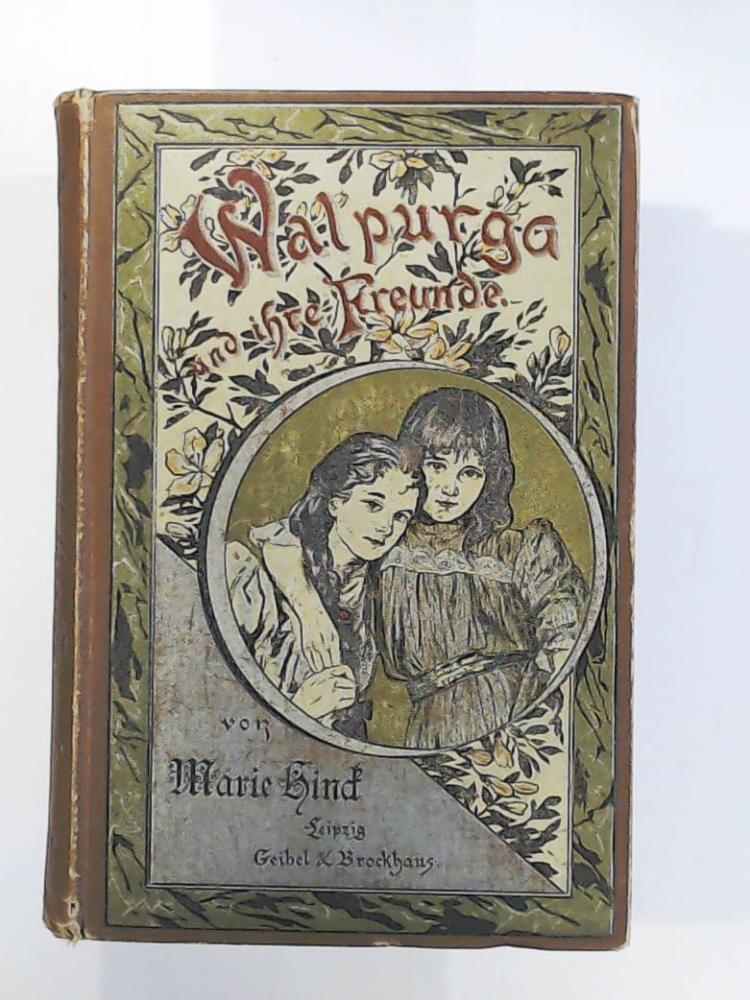 Walpurga
und ihre Freunde.
von
Marie Hinck
Leipzig
Geibel & Brockhaus.